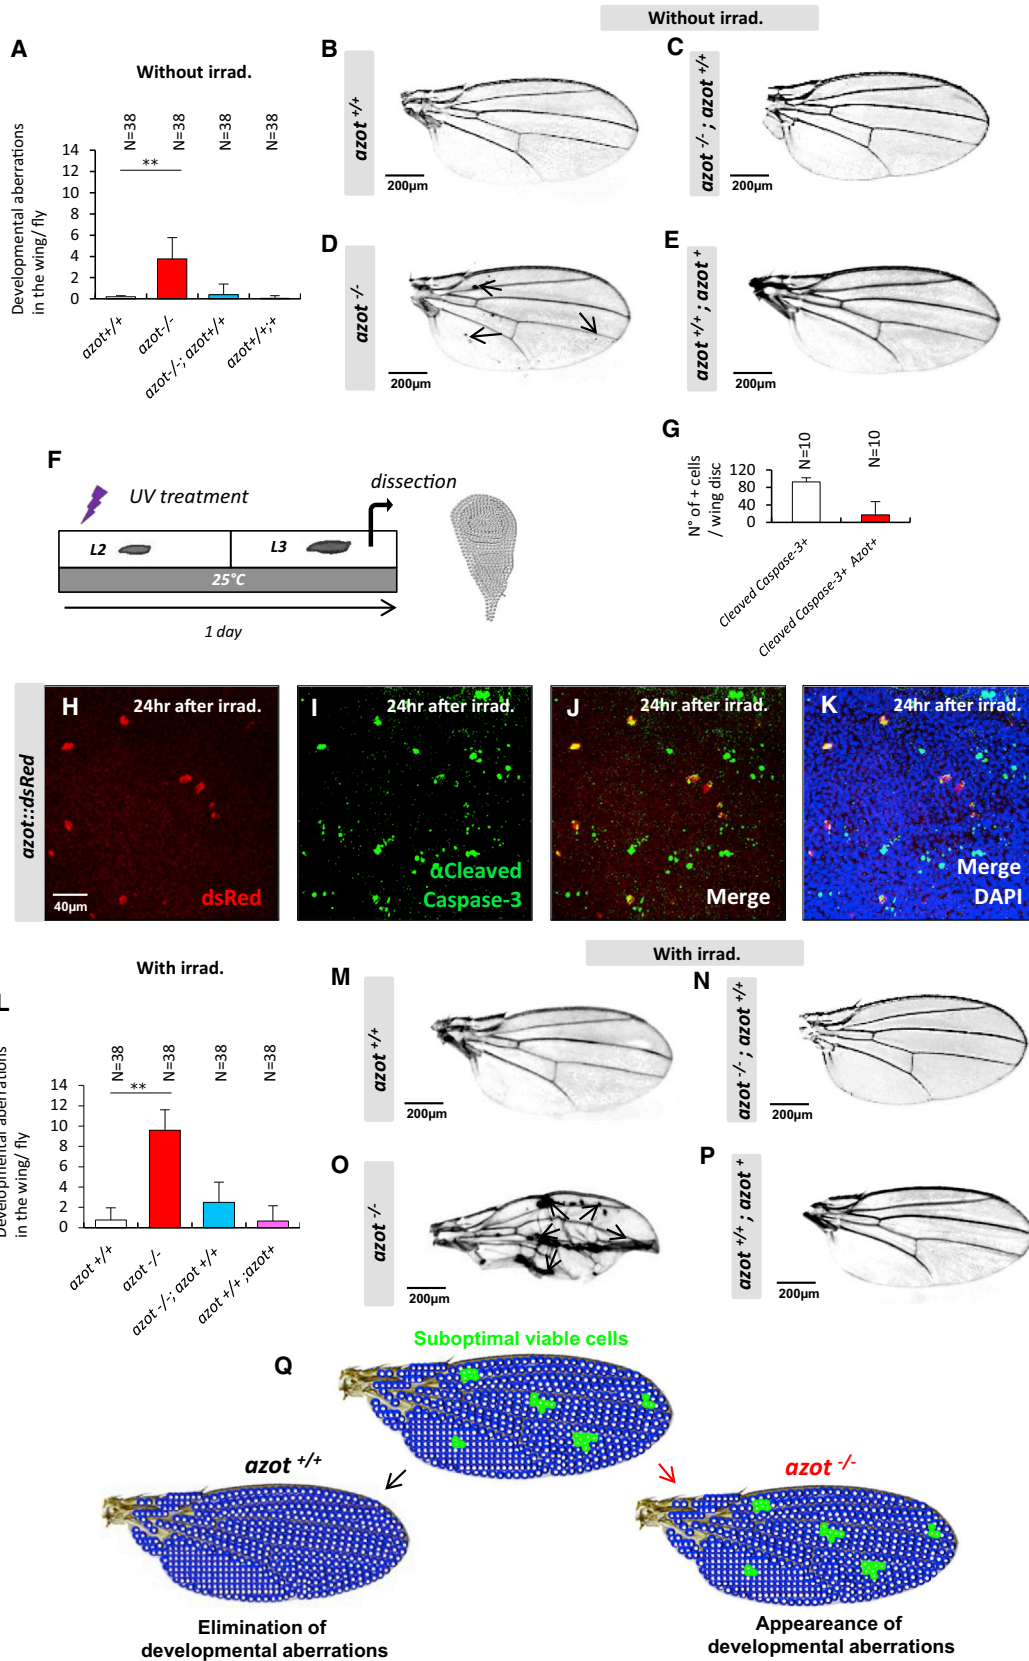 Without irrad.
A
Without irrad.
N=38
N=38
N=38
N=38
**
Developmental aberrations
in the wing/ fly
14
12
10
8
6
4
2
0
azot+/+
azot-/-
azot-/-; azot+/+
azot+/+;+
B
azot +/+
200µm
C
azot -/-; azot +/+
200µm
D
azot -/-
200µm
E
azot +/+; azot +
200µm
F
UV treatment
dissection
L2
L3
25°C
1 day
G
N° of + cells
/ wing disc
120
80
40
0
N=10
N=10
Cleaved Caspase-3+
Cleaved Caspase-3+ Azot+
azot::dsRed
H
24hr after irrad.
40µm
dsRed
I
24hr after irrad.
αCleaved
Caspase-3
J
24hr after irrad.
Merge
K
24hr after irrad.
Merge
DAPI
With irrad.
L
With irrad.
N=38
N=38
N=38
N=38
**
Developmental aberrations
in the wing/ fly
14
12
10
8
6
4
2
0
azot +/+
azot -/-
azot -/-; azot +/+
azot +/+ ;azot+
M
azot +/+
200µm
N
azot -/-; azot +/+
200µm
O
azot -/-
200µm
P
azot +/+; azot +
200µm
Q
Suboptimal viable cells
azot +/+
azot -/-
Elimination of
developmental aberrations
Appeareance of
developmental aberrations